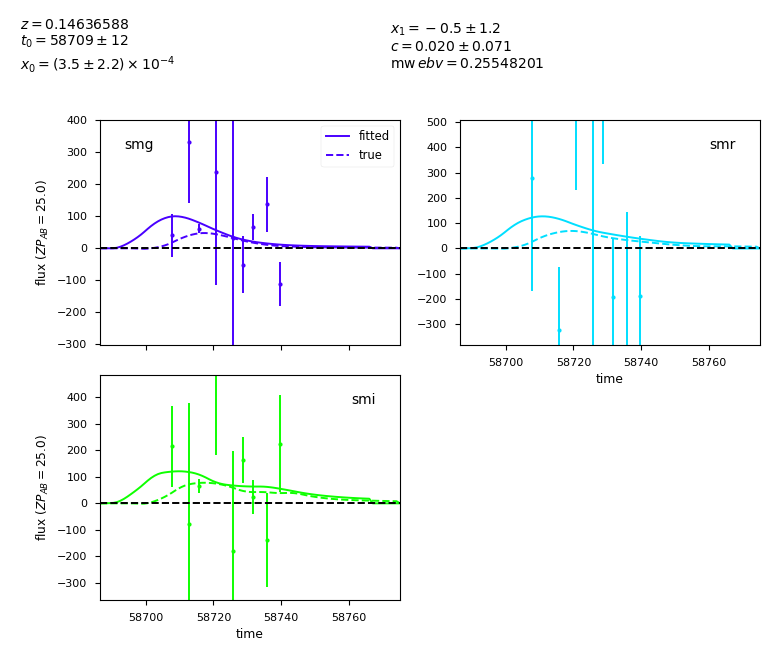 z = 0.14636588
t₀ = 58709 ± 12
x₀ = (3.5 ± 2.2) × 10⁻⁴
x₁ = −0.5 ± 1.2
c = 0.020 ± 0.071
mw ebv = 0.25548201
smg
fitted
true
400
300
200
100
0
−100
−200
−300
flux (ZP_AB = 25.0)
smr
500
400
300
200
100
0
−100
−200
−300
58700 58720 58740 58760
time
smi
400
300
200
100
0
−100
−200
−300
flux (ZP_AB = 25.0)
58700 58720 58740 58760
time